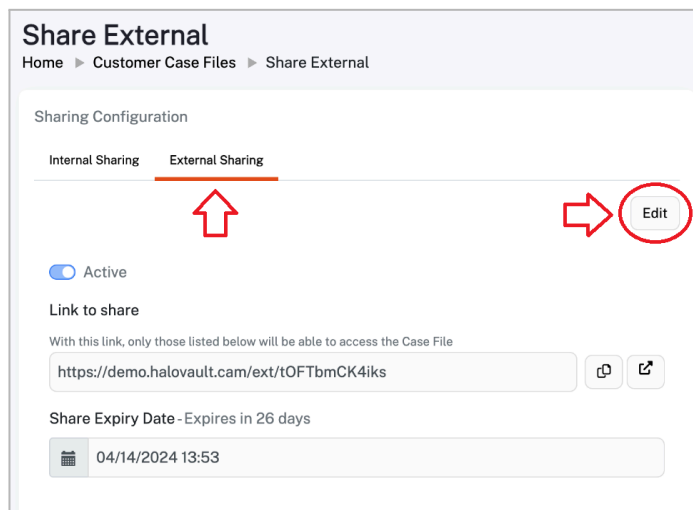 Share External
Home ▶ Customer Case Files ▶ Share External
Sharing Configuration
Internal Sharing External Sharing
Edit
Active
Link to share
With this link, only those listed below will be able to access the Case File
https://demo.halovault.cam/ext/tOFTbmCK4iks
Share Expiry Date - Expires in 26 days
04/14/2024 13:53